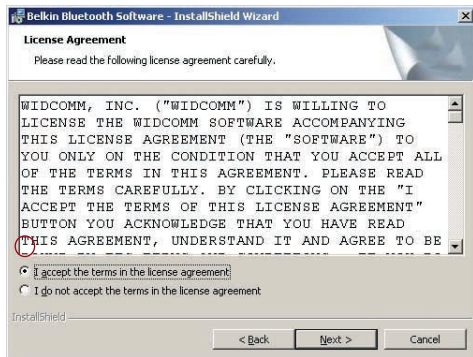 Belkin Bluetooth Software - InstallShield Wizard
License Agreement
Please read the following license agreement carefully.
WIDCOMM, INC. ("WIDCOMM") IS WILLING TO
LICENSE THE WIDCOMM SOFTWARE ACCOMPANYING
THIS LICENSE AGREEMENT (THE "SOFTWARE") TO
YOU ONLY ON THE CONDITION THAT YOU ACCEPT ALL
OF THE TERMS IN THIS AGREEMENT. PLEASE READ
THE TERMS CAREFULLY. BY CLICKING ON THE "I
ACCEPT THE TERMS OF THIS LICENSE AGREEMENT"
BUTTON YOU ACKNOWLEDGE THAT YOU HAVE READ
THIS AGREEMENT, UNDERSTAND IT AND AGREE TO BE
I accept the terms in the license agreement
I do not accept the terms in the license agreement
InstallShield
< Back
Next >
Cancel